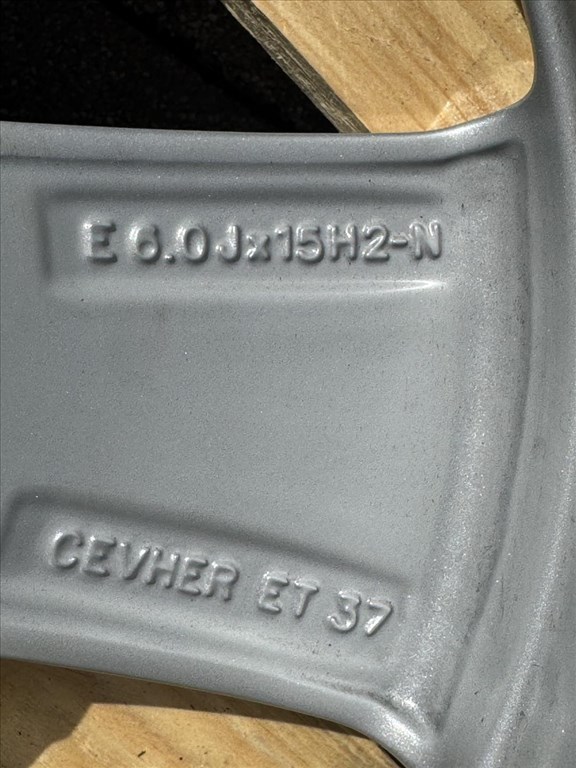 E 6.0Jx15H2-N
CEVHER ET 37